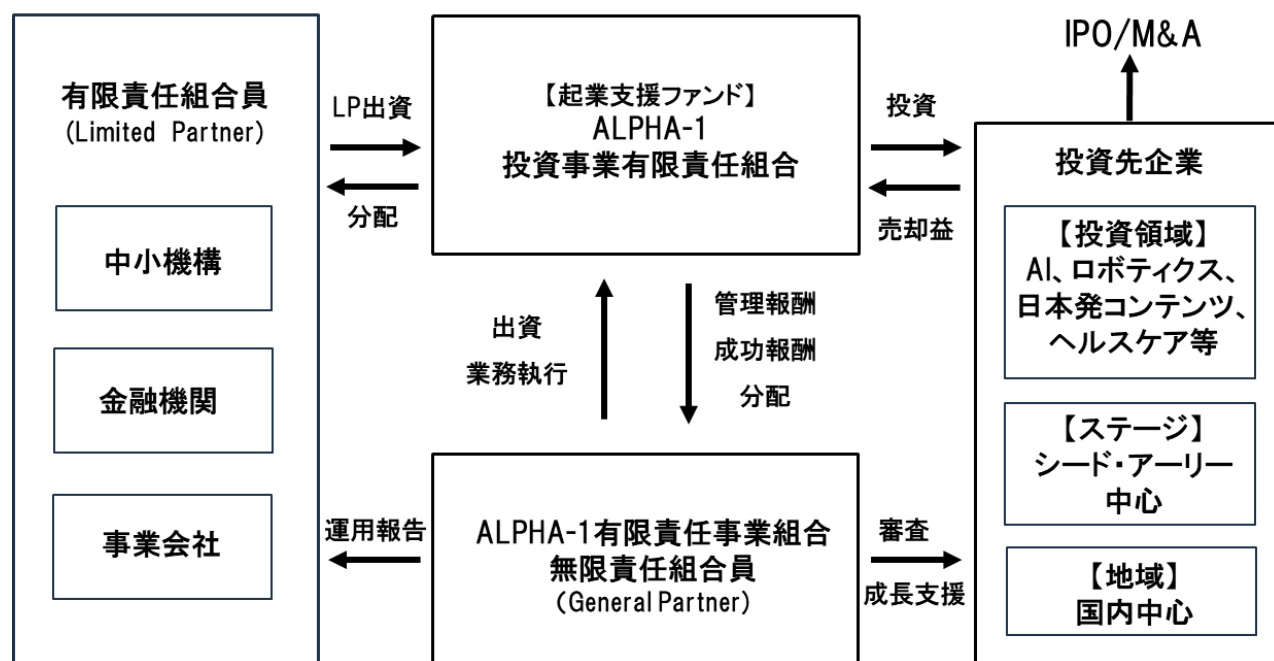 有限責任組合員
(Limited Partner)
中小機構
金融機関
事業会社
LP出資
分配
【起業支援ファンド】
ALPHA-1
投資事業有限責任組合
投資
売却益
出資
業務執行
管理報酬
成功報酬
分配
運用報告
ALPHA-1有限責任事業組合
無限責任組合員
(General Partner)
審査
成長支援
IPO/M&A
投資先企業
【投資領域】
AI、ロボティクス、
日本発コンテンツ、
ヘルスケア等
【ステージ】
シード・アーリー
中心
【地域】
国内中心